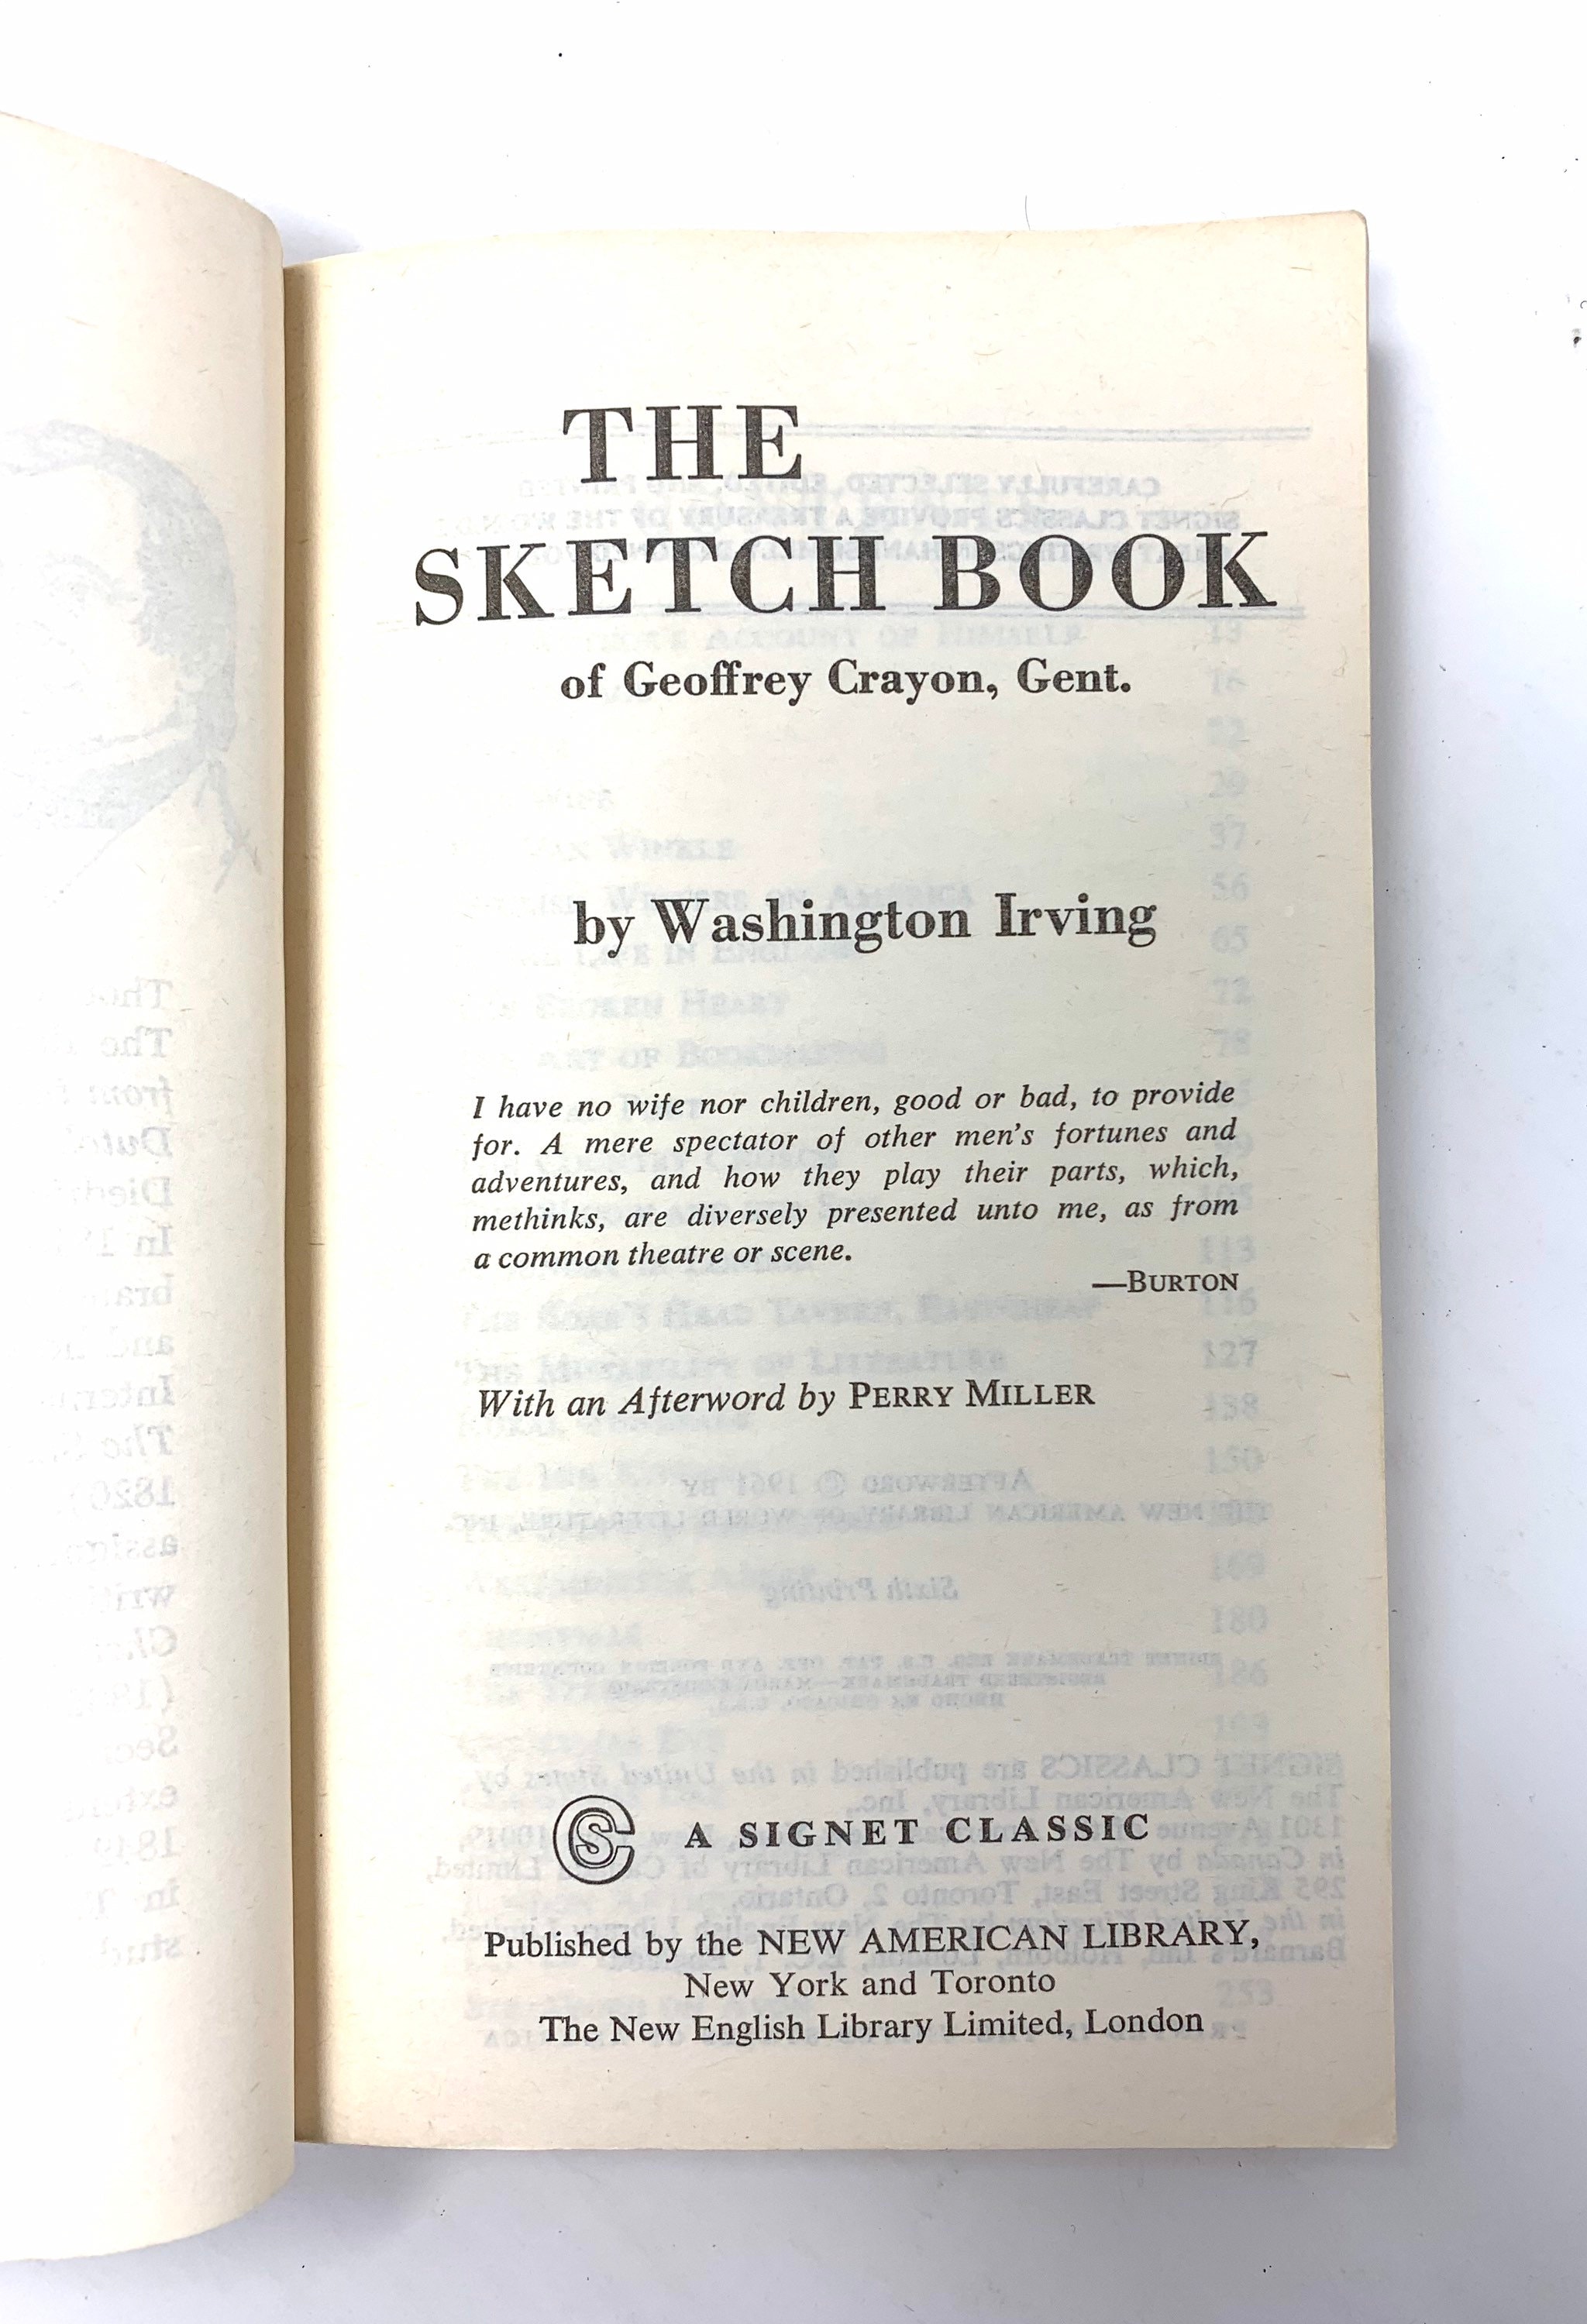 THE
SKETCH BOOK
of Geoffrey Crayon, Gent.
by Washington Irving
I have no wife nor children, good or bad, to provide
for. A mere spectator of other men's fortunes and
adventures, and how they play their parts, which,
methinks, are diversely presented unto me, as from
a common theatre or scene.
—BURTON
With an Afterword by PERRY MILLER
CS A SIGNET CLASSIC
Published by the NEW AMERICAN LIBRARY,
New York and Toronto
The New English Library Limited, London